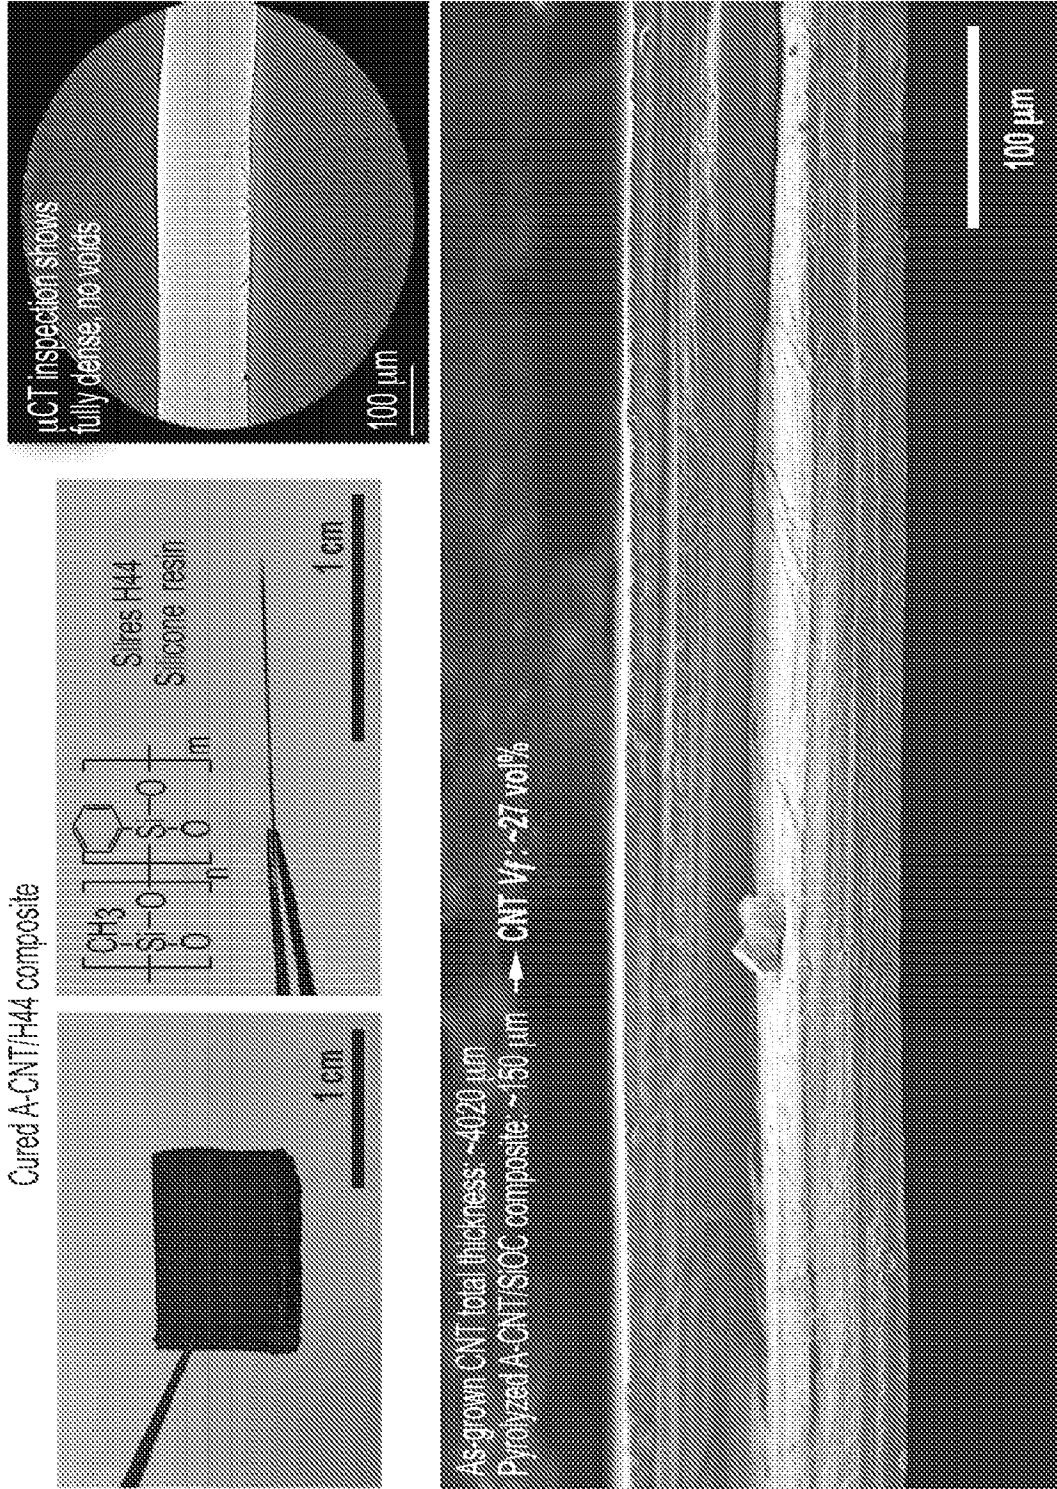 Cured A-CNT/H44 composite
1 cm
CH3
Si-O
O
n
Si-O
O
m
Silres H44
Silicone resin
1 cm
µCT inspection shows
fully dense, no voids
100 µm
As-grown CNT total thickness: ~4020 µm
Pyrolyzed A-CNT/SiOC composite: ~150 µm → CNT Vf : ~27 vol%
100 µm